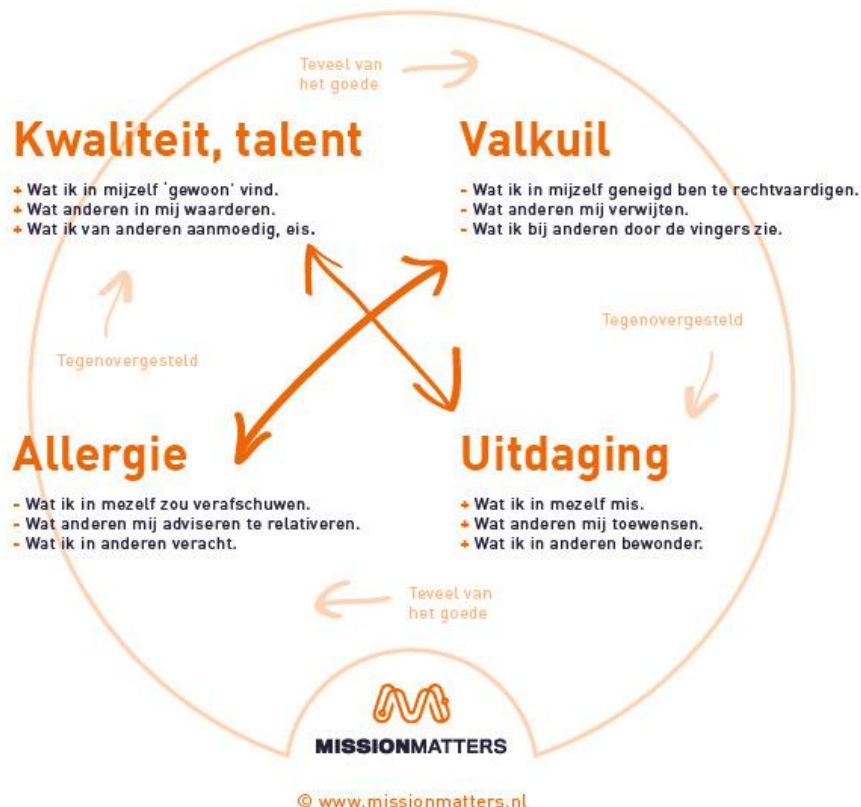 Teveel van
het goede
Kwaliteit, talent
+ Wat ik in mijzelf 'gewoon' vind.
+ Wat anderen in mij waarderen.
+ Wat ik van anderen aanmoedig, eis.
Valkuil
- Wat ik in mijzelf geneigd ben te rechtvaardigen.
- Wat anderen mij verwijten.
- Wat ik bij anderen door de vingers zie.
Tegenovergesteld
Tegenovergesteld
Allergie
- Wat ik in mezelf zou verafschuwen.
- Wat anderen mij adviseren te relativeren.
- Wat ik in anderen veracht.
Uitdaging
+ Wat ik in mezelf mis.
+ Wat anderen mij toewensen.
+ Wat ik in anderen bewonder.
Teveel van
het goede
MISSIONMATTERS
© www.missionmatters.nl